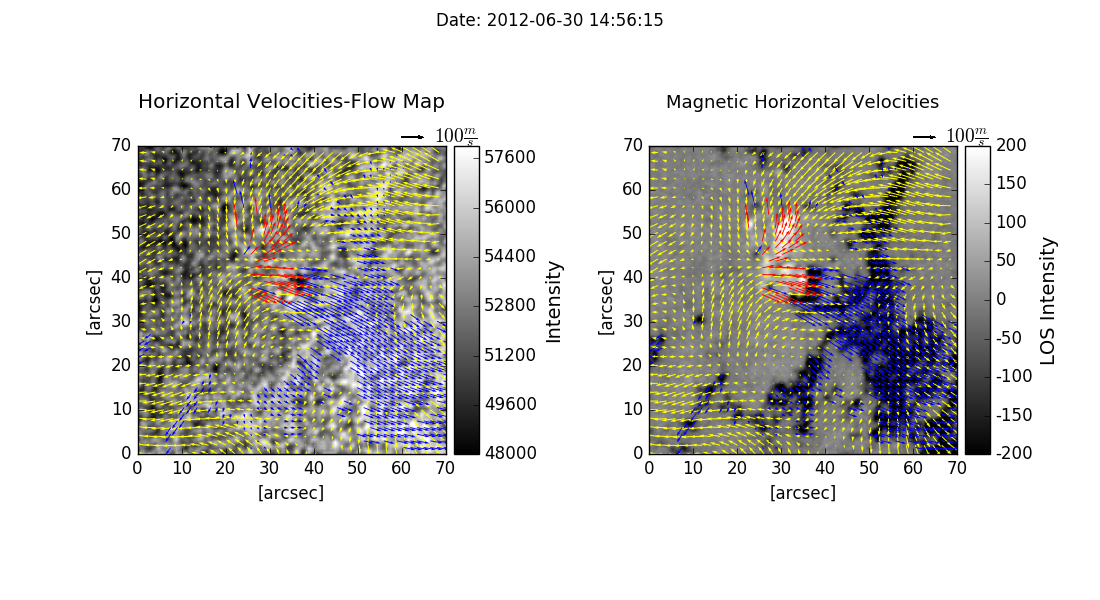 Date: 2012-06-30 14:56:15
Horizontal Velocities-Flow Map
100 m/s
70
60
50
40
30
20
10
0
[arcsec]
0 10 20 30 40 50 60 70
[arcsec]
57600
56000
54400
52800
51200
49600
48000
Intensity
Magnetic Horizontal Velocities
100 m/s
70
60
50
40
30
20
10
0
[arcsec]
0 10 20 30 40 50 60 70
[arcsec]
200
150
100
50
0
-50
-100
-150
-200
LOS Intensity